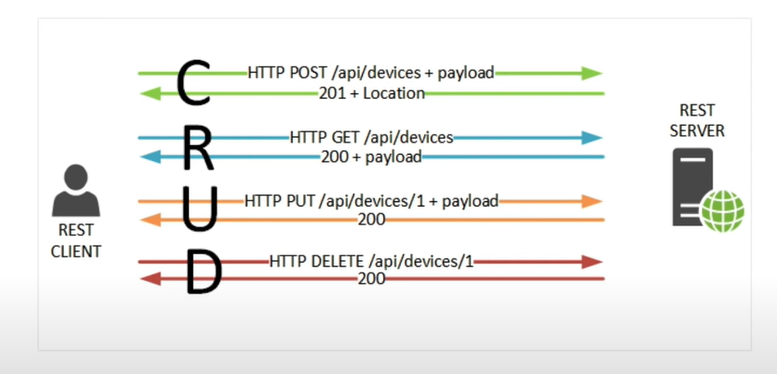 C
HTTP POST /api/devices + payload
201 + Location
R
HTTP GET /api/devices
200 + payload
U
HTTP PUT /api/devices/1 + payload
200
D
HTTP DELETE /api/devices/1
200
REST
CLIENT
REST
SERVER